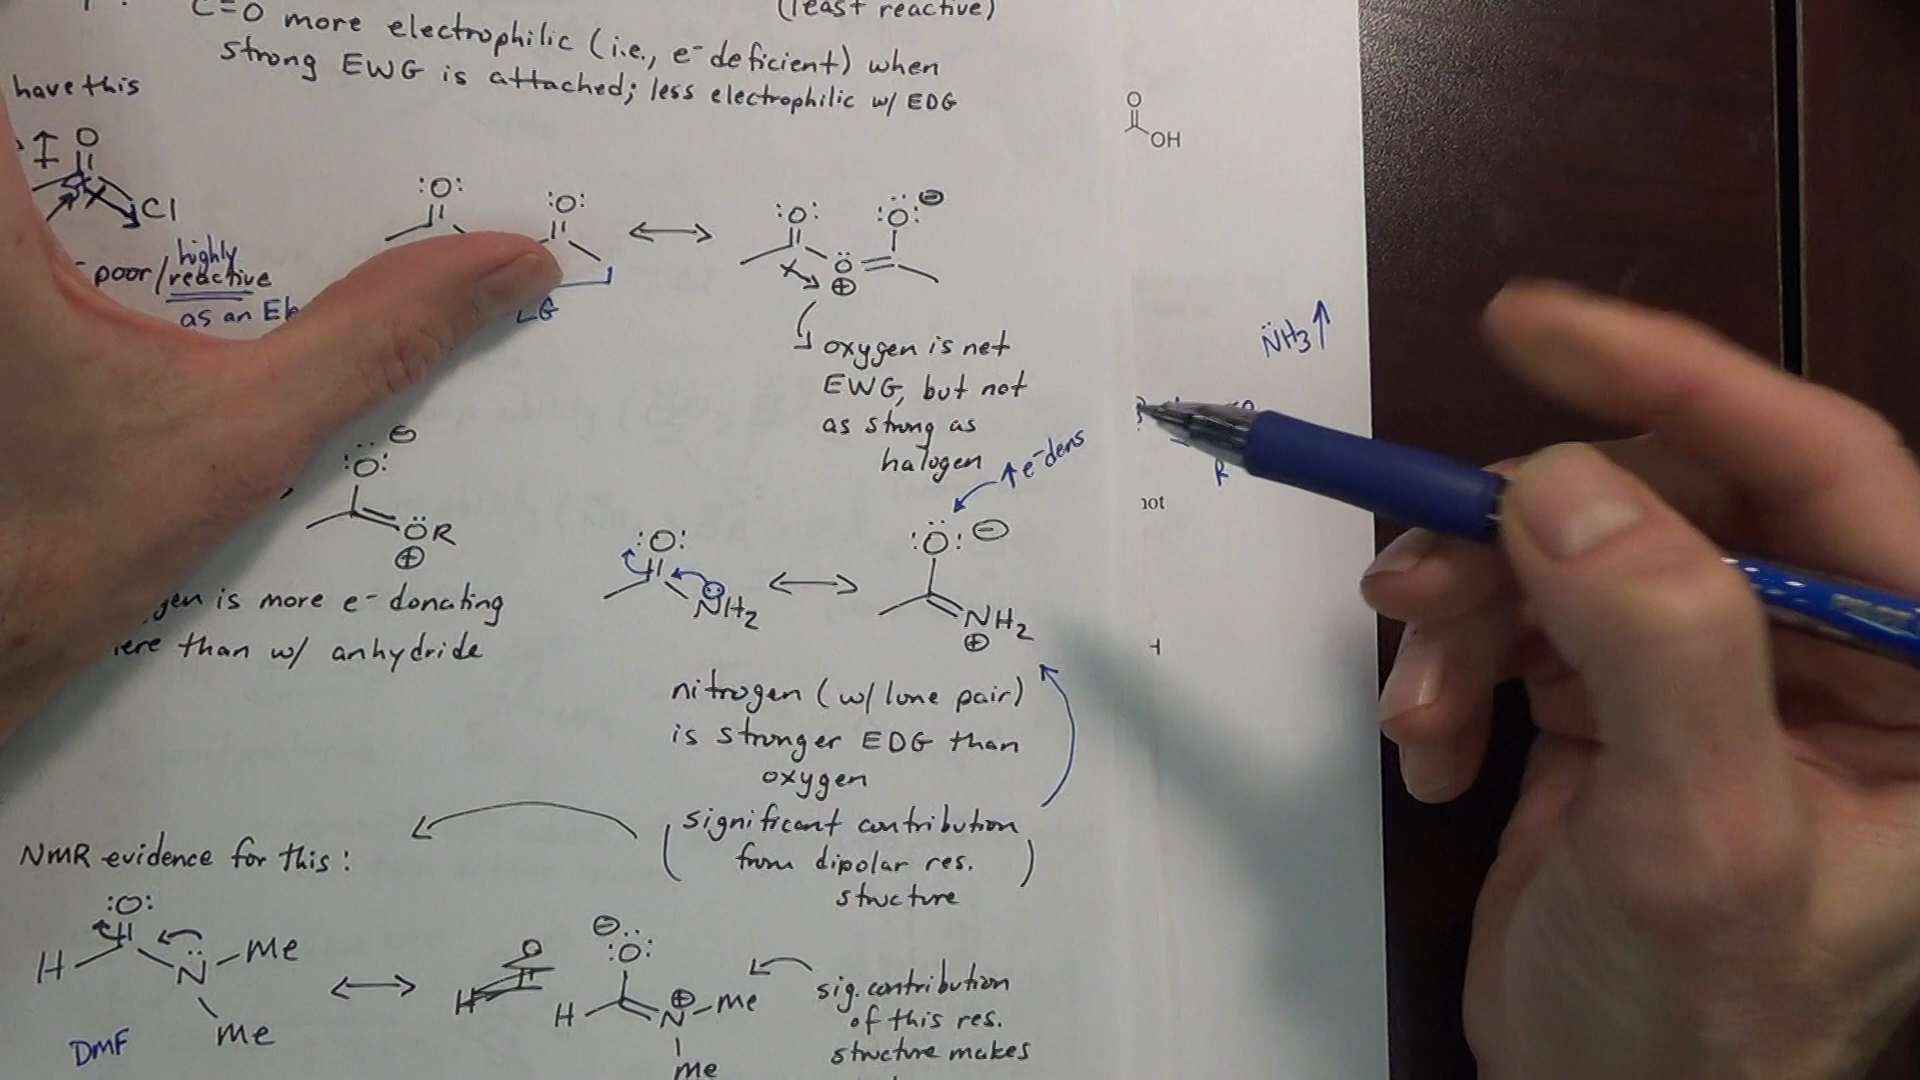 C=O more electrophilic (i.e., e⁻ deficient) when
(least reactive)
strong EWG is attached; less electrophilic w/ EDG
have this
O
Cl
poor/highly reactive
as an
:O:
:O:
LG
:O:
:O: ⊖
O
⊕
oxygen is net
EWG, but not
as strong as
halogen
↑ e⁻dens
O
OH
NH3↑
R
not
:O: ⊖
OR
⊕
is more e⁻ donating
than w/ anhydride
:O:
NH2
:O: ⊖
NH2
⊕
nitrogen (w/ lone pair)
is stronger EDG than
oxygen
(significant contribution
from dipolar res.
structure)
NMR evidence for this:
:O:
H
N
Me
Me
DMF
O
H
⊖
:O:
H
⊕
N
Me
Me
sig. contribution
of this res.
structure makes